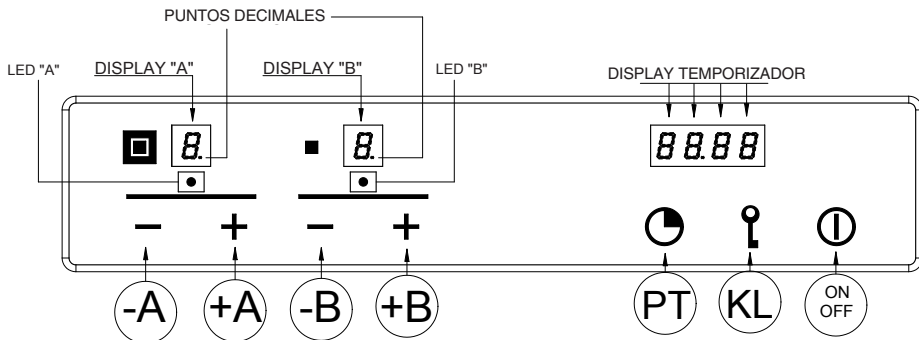 PUNTOS DECIMALES
LED "A"
DISPLAY "A"
DISPLAY "B"
LED "B"
DISPLAY TEMPORIZADOR
8.
8.
88.88
- +
- +
-A
+A
-B
+B
PT
KL
ON
OFF